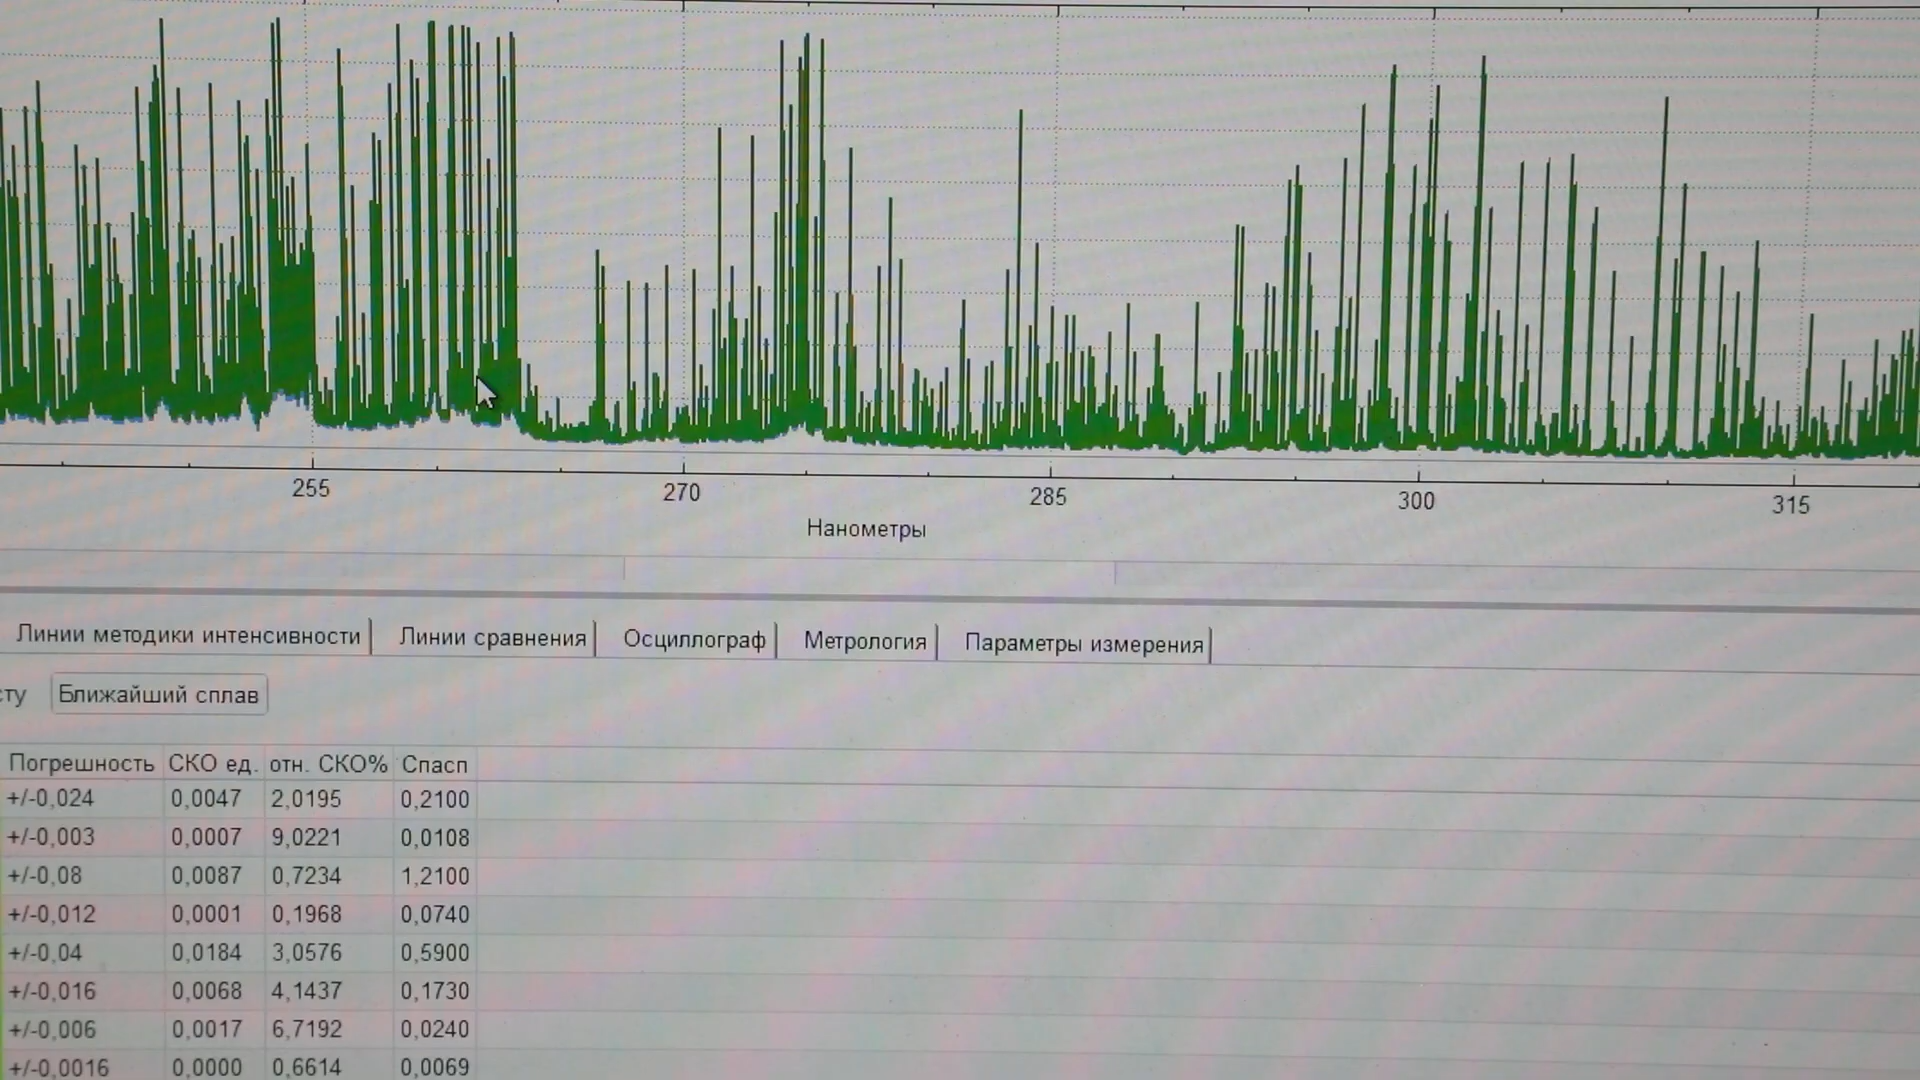 255 270 285 300 315
Нанометры
Линии методики интенсивности Линии сравнения Осциллограф Метрология Параметры измерения
сту Ближайший сплав
Погрешность СКО ед. отн. СКО% Спасп
+/-0,024 0,0047 2,0195 0,2100
+/-0,003 0,0007 9,0221 0,0108
+/-0,08 0,0087 0,7234 1,2100
+/-0,012 0,0001 0,1968 0,0740
+/-0,04 0,0184 3,0576 0,5900
+/-0,016 0,0068 4,1437 0,1730
+/-0,006 0,0017 6,7192 0,0240
+/-0,0016 0,0000 0,6614 0,0069